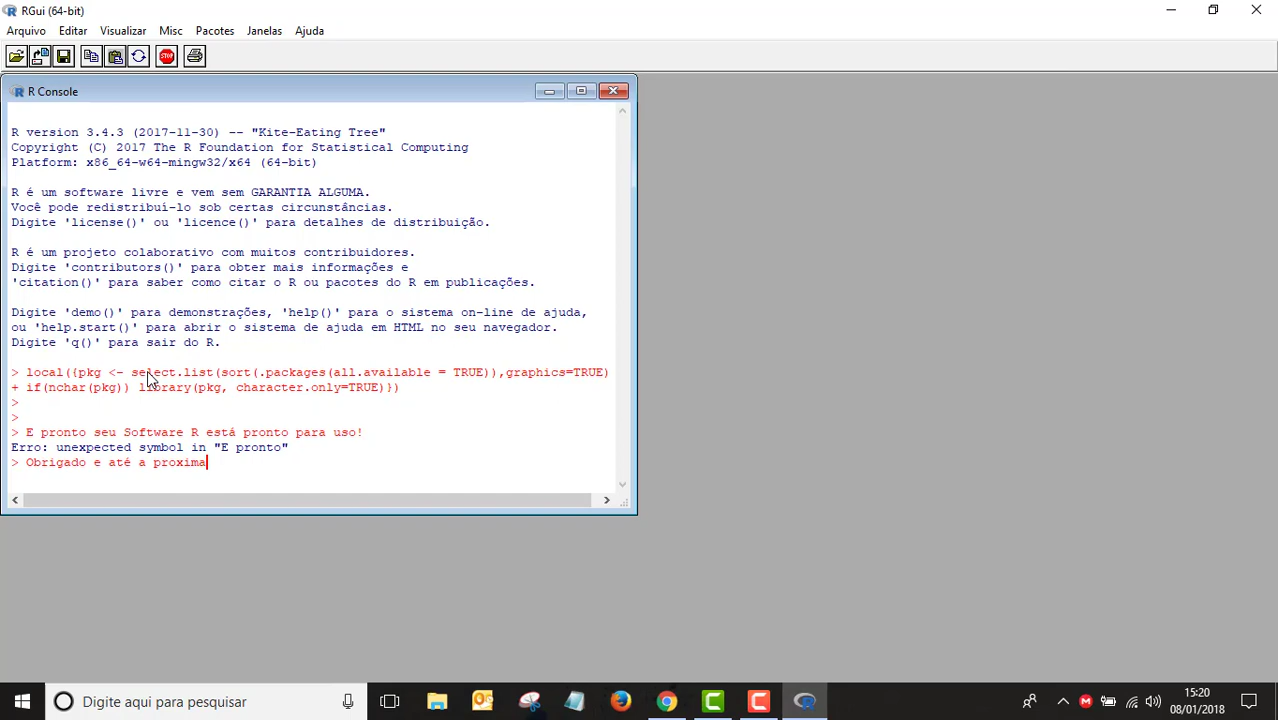 RGui (64-bit)
Arquivo Editar Visualizar Misc Pacotes Janelas Ajuda
STOP
R Console
R version 3.4.3 (2017-11-30) -- "Kite-Eating Tree"
Copyright (C) 2017 The R Foundation for Statistical Computing
Platform: x86_64-w64-mingw32/x64 (64-bit)
R é um software livre e vem sem GARANTIA ALGUMA.
Você pode redistribuí-lo sob certas circunstâncias.
Digite 'license()' ou 'licence()' para detalhes de distribuição.
R é um projeto colaborativo com muitos contribuidores.
Digite 'contributors()' para obter mais informações e
'citation()' para saber como citar o R ou pacotes do R em publicações.
Digite 'demo()' para demonstrações, 'help()' para o sistema on-line de ajuda,
ou 'help.start()' para abrir o sistema de ajuda em HTML no seu navegador.
Digite 'q()' para sair do R.
> local({pkg <- select.list(sort(.packages(all.available = TRUE)),graphics=TRUE)
+ if(nchar(pkg)) library(pkg, character.only=TRUE)})
>
>
> E pronto seu Software R está pronto para uso!
Erro: unexpected symbol in "E pronto"
> Obrigado e até a proxima
Digite aqui para pesquisar
15:20
08/01/2018